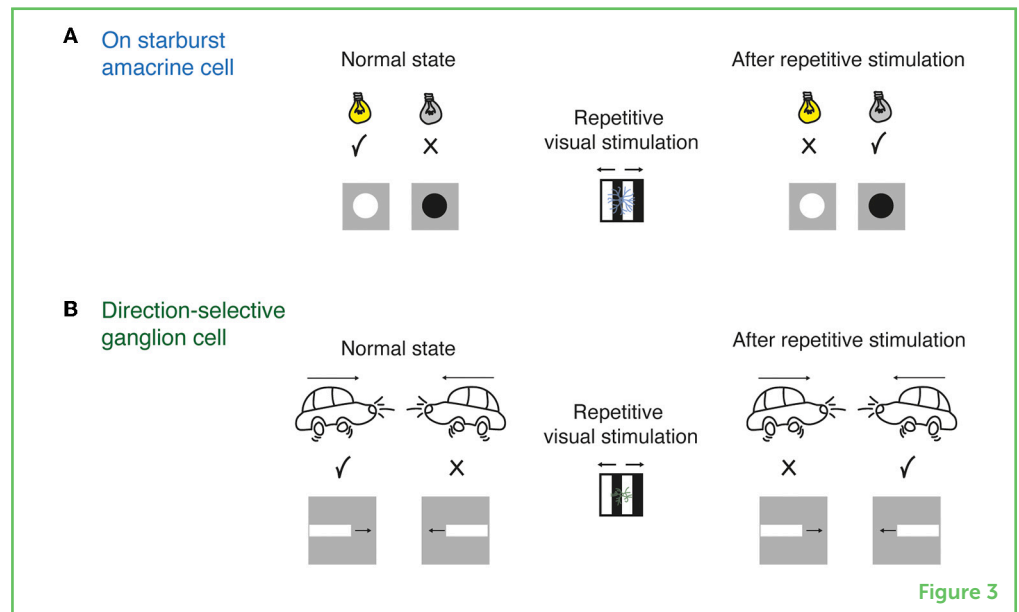 A On starburst
amacrine cell
Normal state
After repetitive stimulation
Repetitive
visual stimulation
B Direction-selective
ganglion cell
Normal state
After repetitive stimulation
Repetitive
visual stimulation
Figure 3